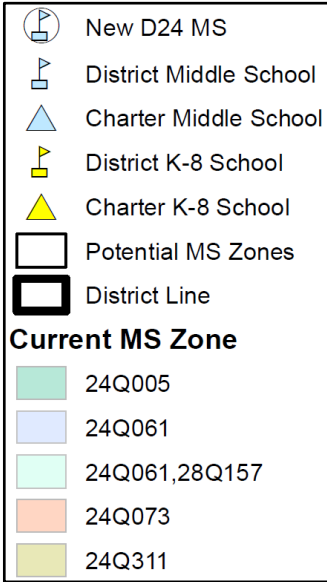 New D24 MS
District Middle School
Charter Middle School
District K-8 School
Charter K-8 School
Potential MS Zones
District Line
Current MS Zone
24Q005
24Q061
24Q061,28Q157
24Q073
24Q311